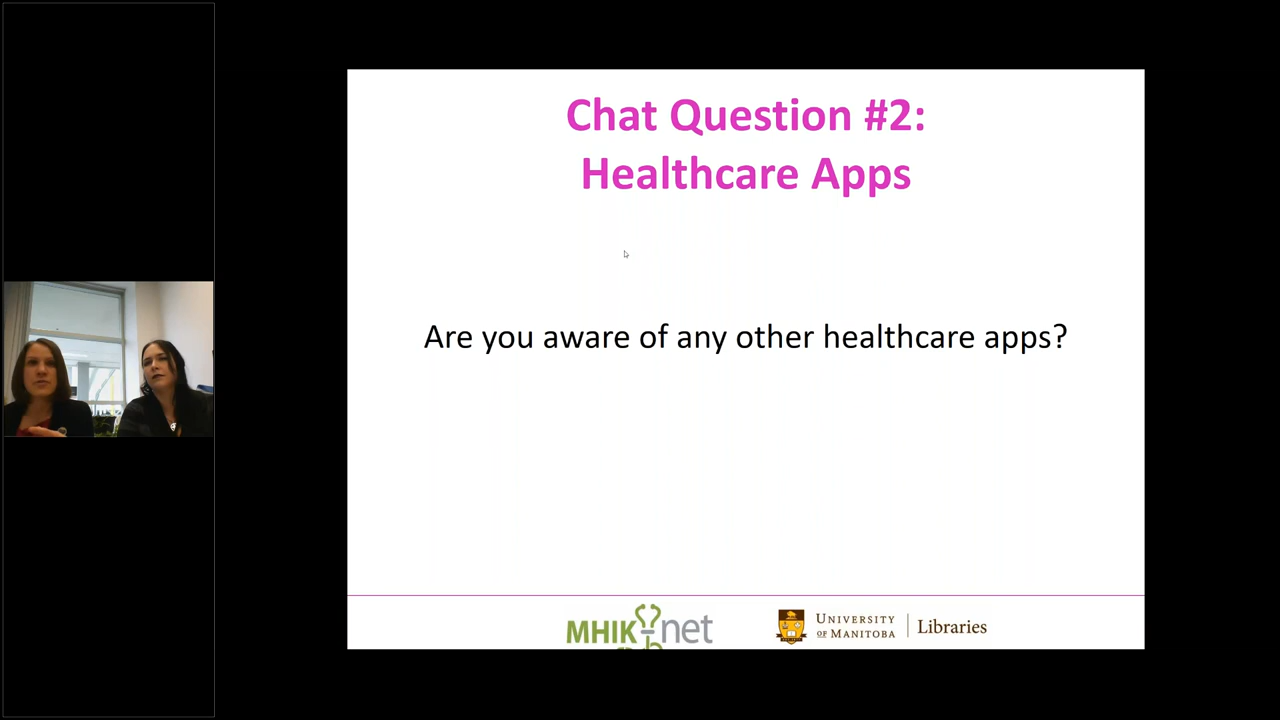 Chat Question #2:
Healthcare Apps
Are you aware of any other healthcare apps?
MHIK-net
UNIVERSITY
OF MANITOBA
Libraries